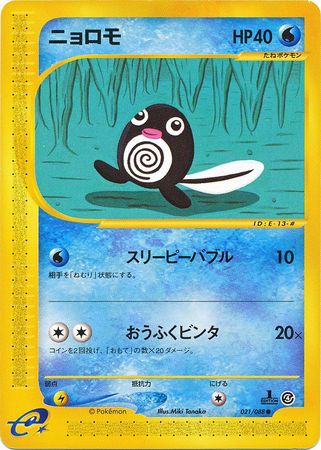 ニョロモ HP40
たねポケモン
ID:E-13-#
スリーピーバブル 10
相手を「ねむり」状態にする。
おうふくビンタ 20×
コインを2回投げ、「おもて」の数×20ダメージ。
弱点 抵抗力 にげる
©Pokémon Illus.Miki Tanaka 1 EDITION
021/088●
e